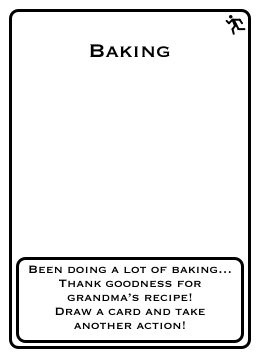 Baking
Been doing a lot of baking...
Thank goodness for
grandma's recipe!
Draw a card and take
another action!